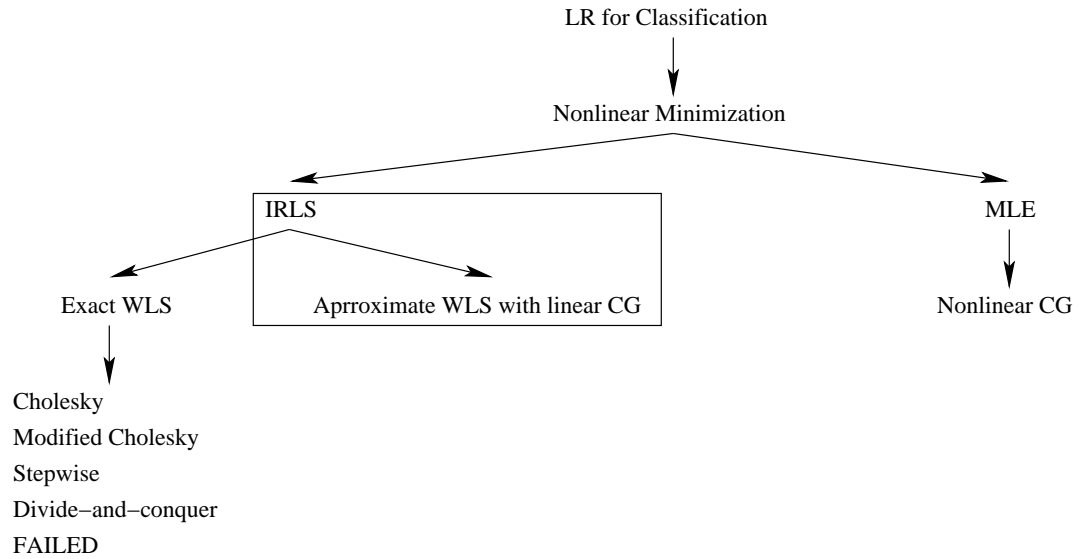 LR for Classification
Nonlinear Minimization
IRLS
MLE
Exact WLS
Aprroximate WLS with linear CG
Nonlinear CG
Cholesky
Modified Cholesky
Stepwise
Divide−and−conquer
FAILED